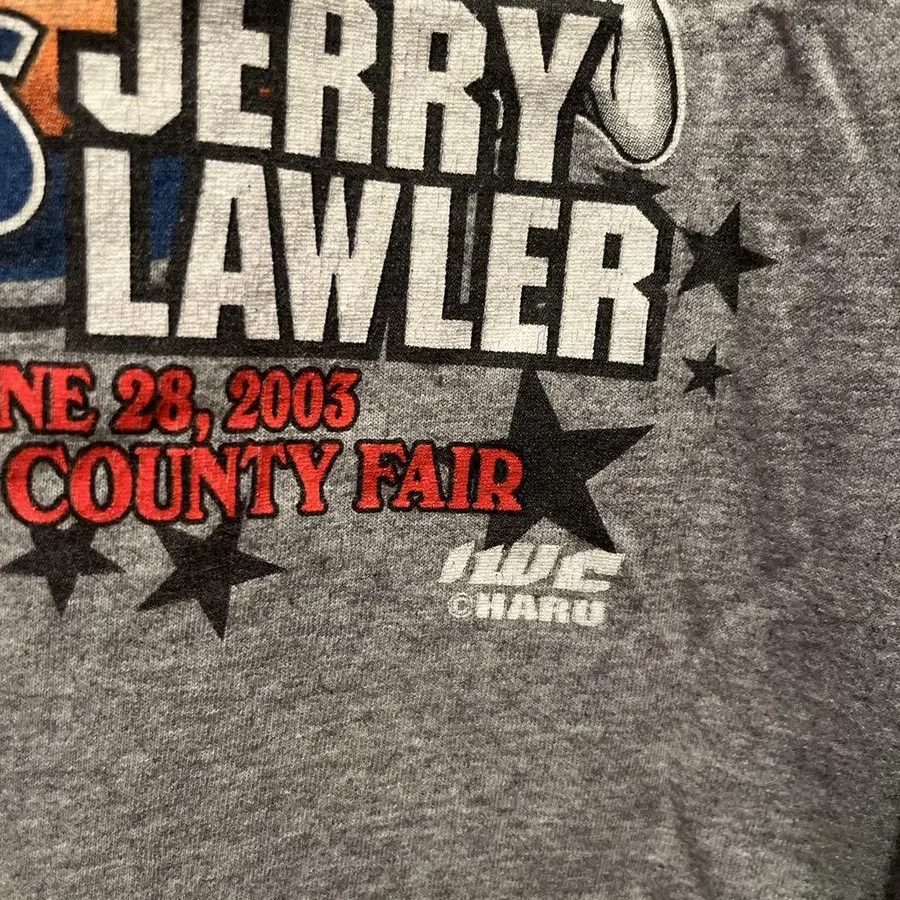 JERRY
LAWLER
NE 28, 2003
COUNTY FAIR
IWC
©HARU